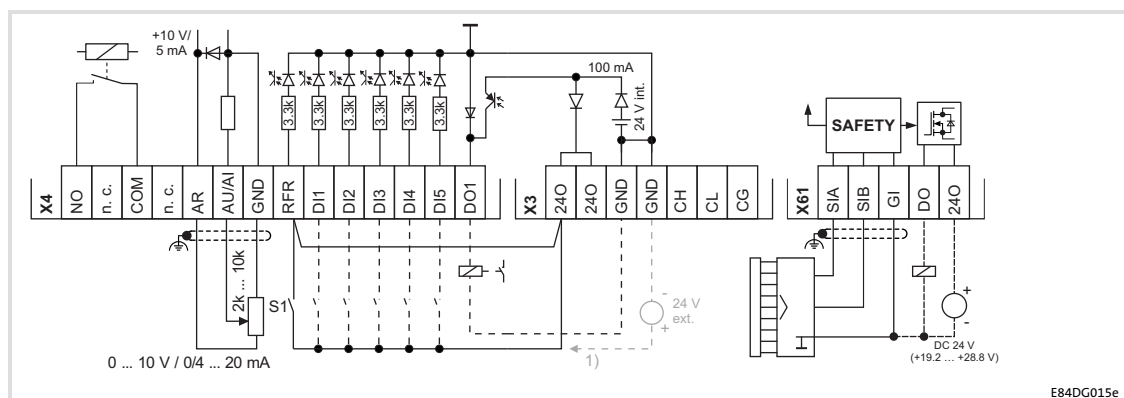 +10 V/
5 mA
100 mA
24 V int.
3.3k
3.3k
3.3k
3.3k
3.3k
3.3k
SAFETY
X4
NO
n. c.
COM
n. c.
AR
AU/AI
GND
RFR
DI1
DI2
DI3
DI4
DI5
DO1
X3
24O
24O
GND
GND
CH
CL
CG
X61
SIA
SIB
GI
DO
24O
2k ... 10k
S1
24 V
ext.
-
+
1)
+
-
DC 24 V
(+19.2 ... +28.8 V)
0 ... 10 V / 0/4 ... 20 mA
E84DG015e